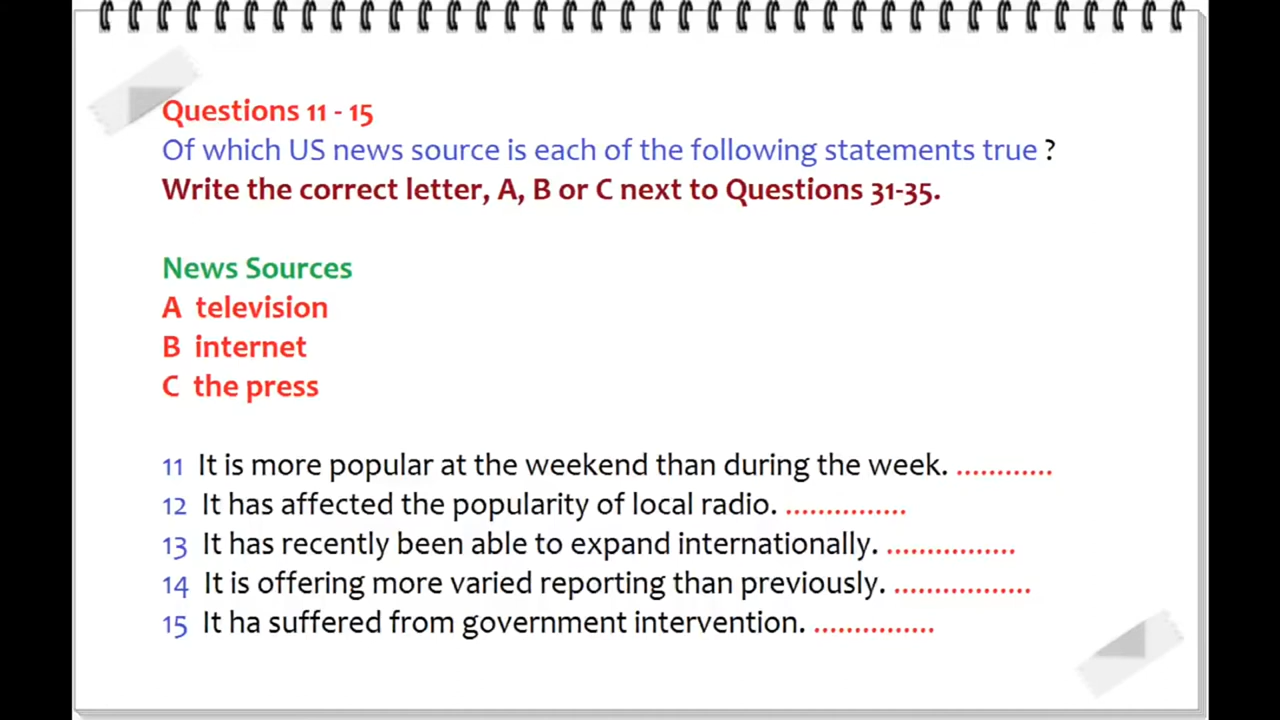 Questions 11 - 15
Of which US news source is each of the following statements true ?
Write the correct letter, A, B or C next to Questions 31-35.
News Sources
A television
B internet
C the press
11 It is more popular at the weekend than during the week. ............
12 It has affected the popularity of local radio. ...............
13 It has recently been able to expand internationally. ................
14 It is offering more varied reporting than previously. .................
15 It ha suffered from government intervention. ...............